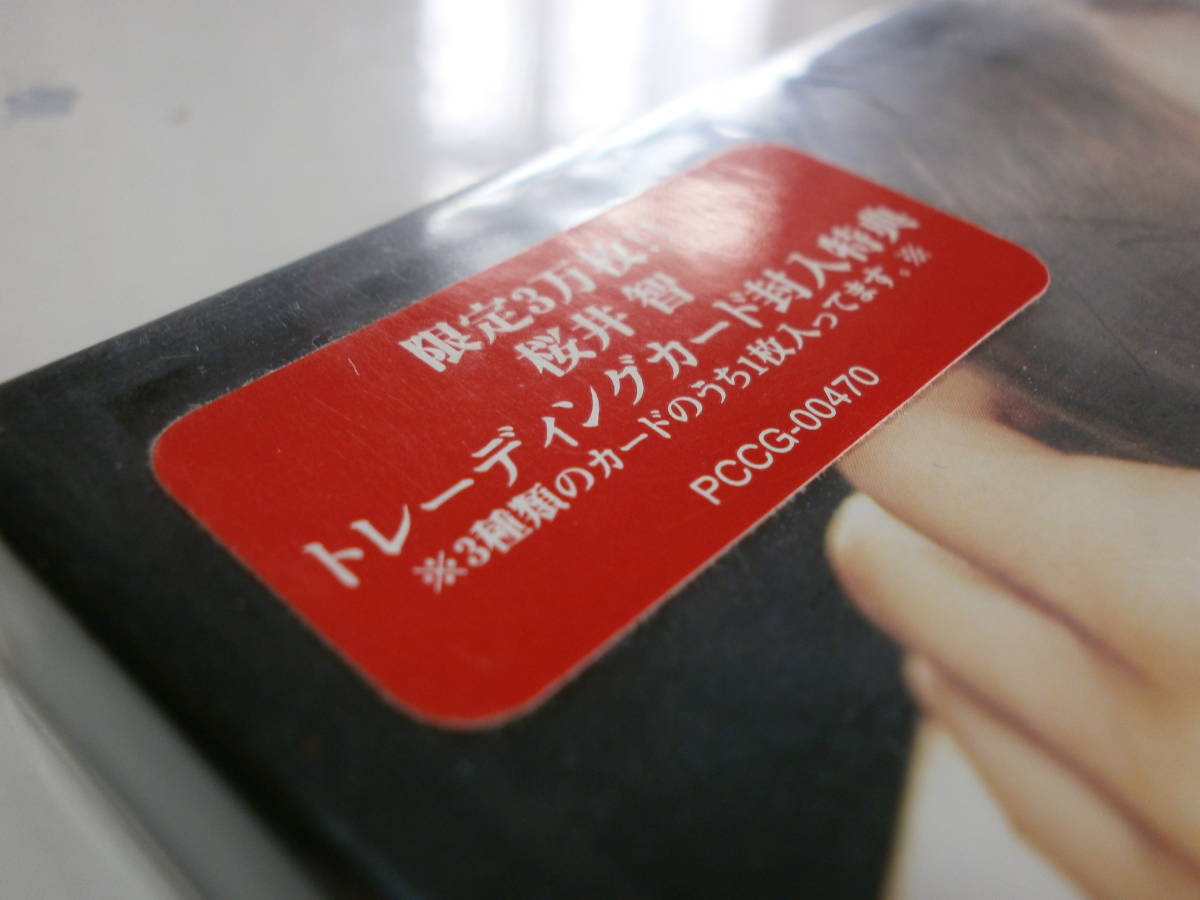 限定3万枚!!
桜井 智
トレーディングカード封入特典
※3種類のカードのうち1枚入ってます。※
PCCG-00470